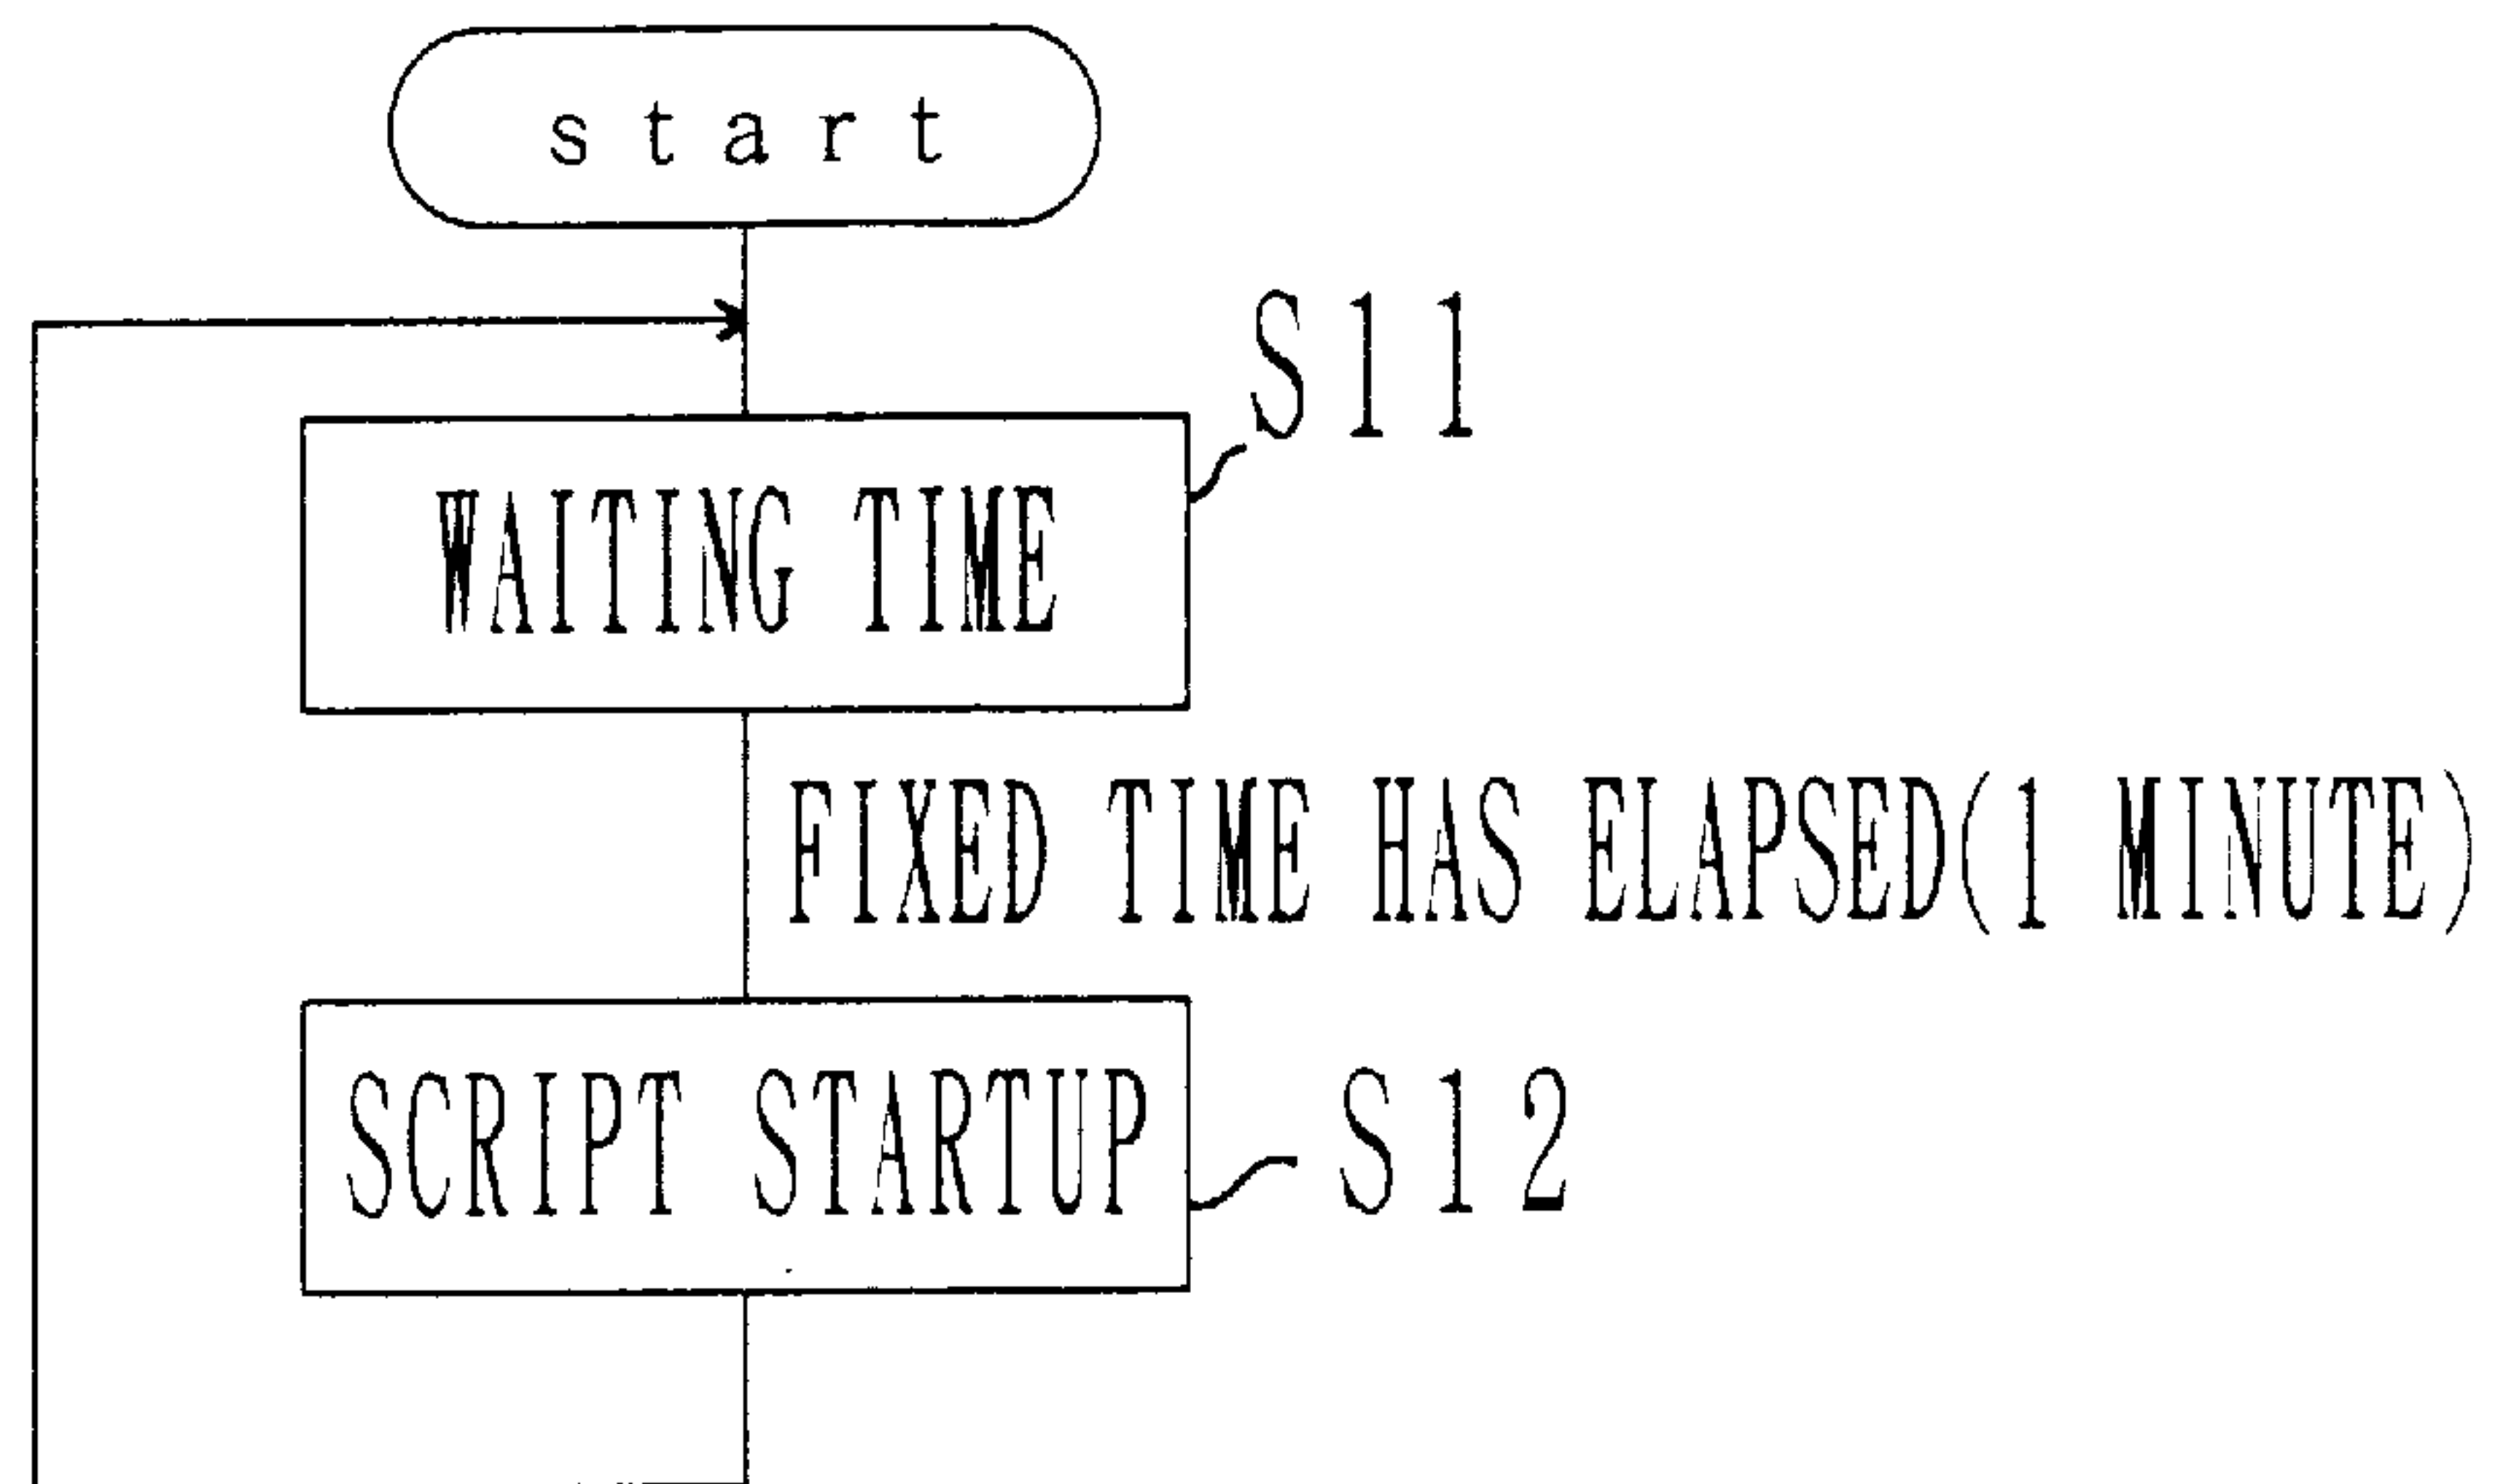 start
S11
WAITING TIME
FIXED TIME HAS ELAPSED(1 MINUTE)
SCRIPT STARTUP
S12